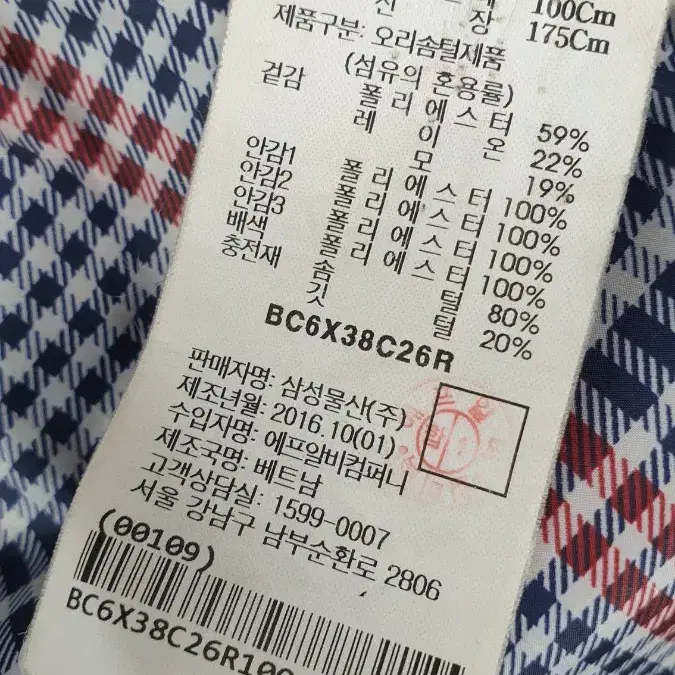 100Cm
신 장 175Cm
제품구분: 오리솜털제품
(섬유의 혼용률)
겉감 폴리에스터 59%
레이온 22%
모 19%
안감1 폴리에스터 100%
안감2 폴리에스터 100%
안감3 폴리에스터 100%
배색 폴리에스터 100%
충전재 솜털 80%
깃털 20%
BC6X38C26R
판매자명: 삼성물산(주)
제조년월: 2016.10(01)
수입자명: 에프알비컴퍼니
제조국명: 베트남
고객상담실: 1599-0007
서울 강남구 남부순환로 2806
(00109)
BC6X38C26R109